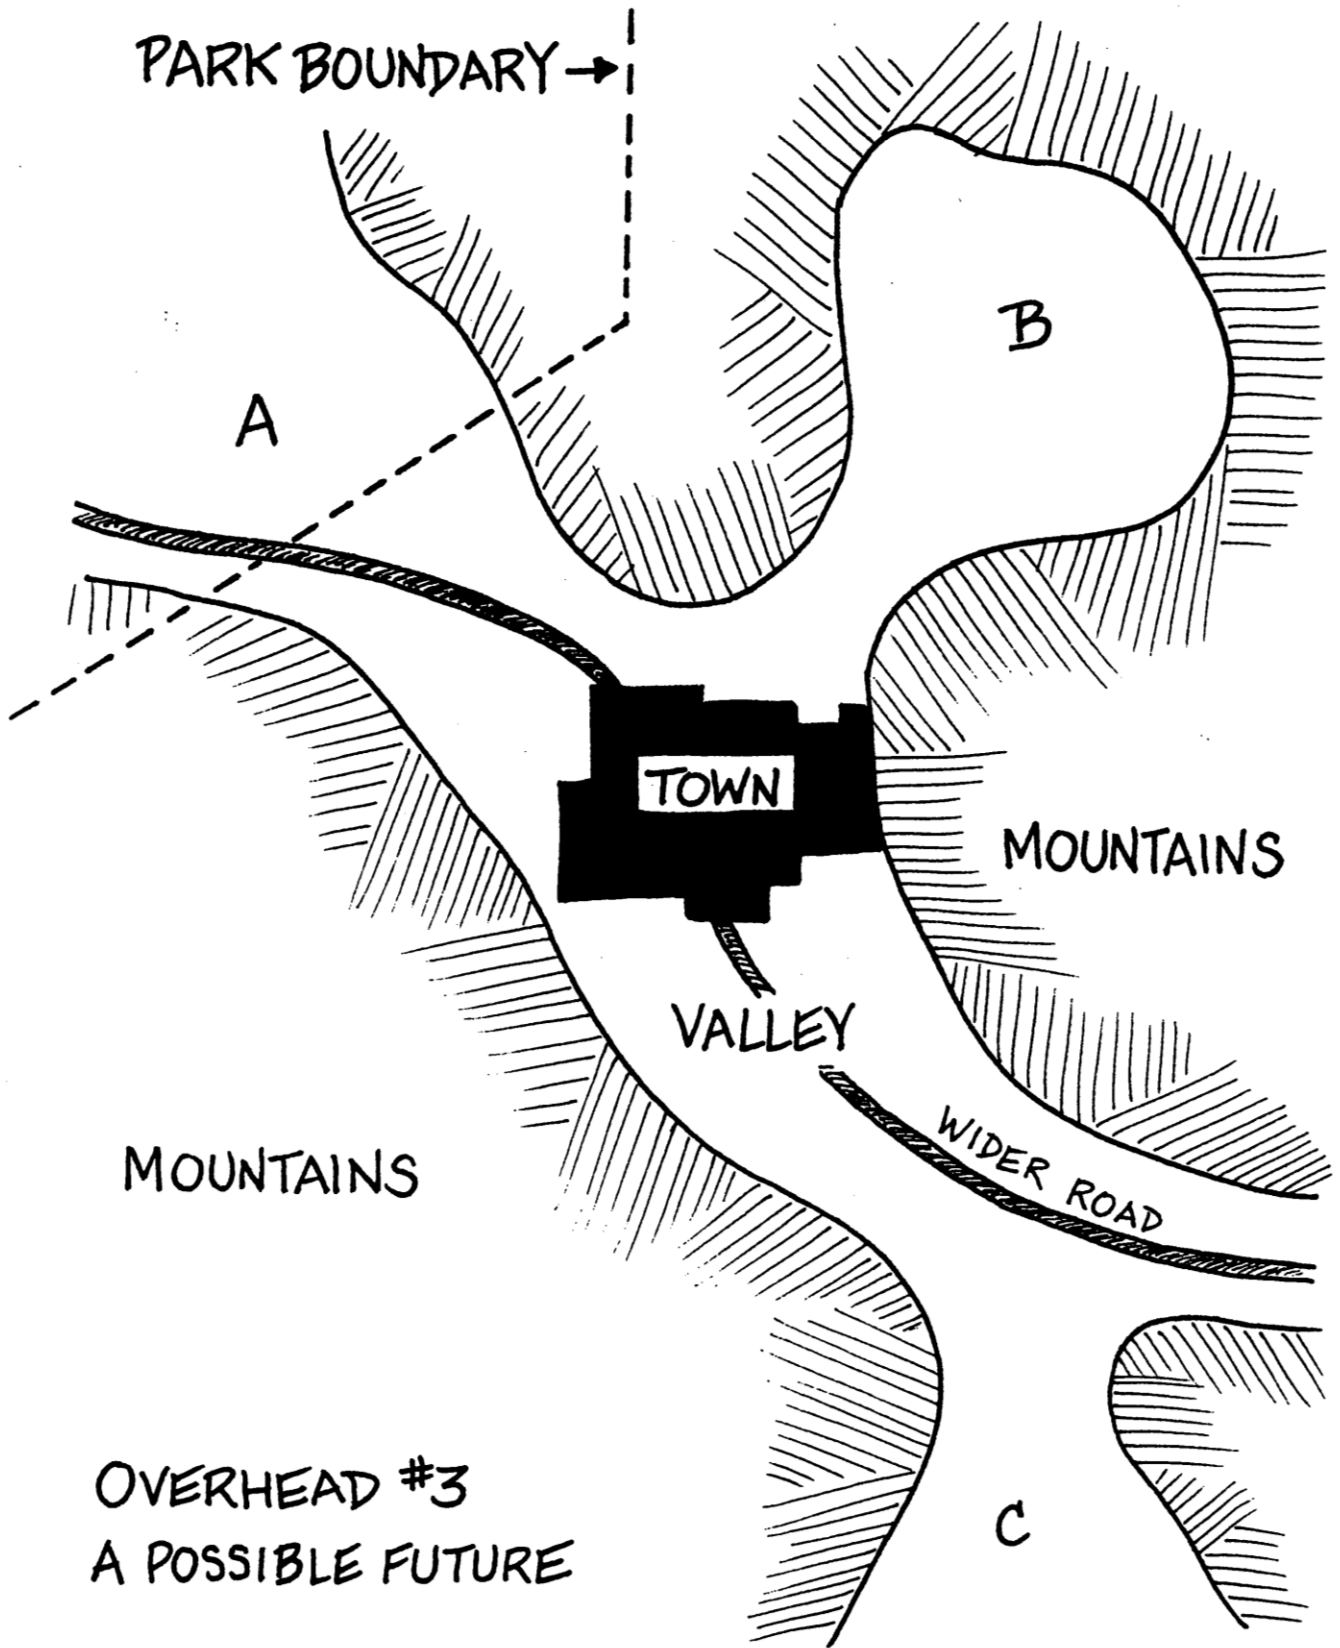 PARK BOUNDARY →
B
A
TOWN
MOUNTAINS
VALLEY
WIDER ROAD
MOUNTAINS
OVERHEAD #3
A POSSIBLE FUTURE
C